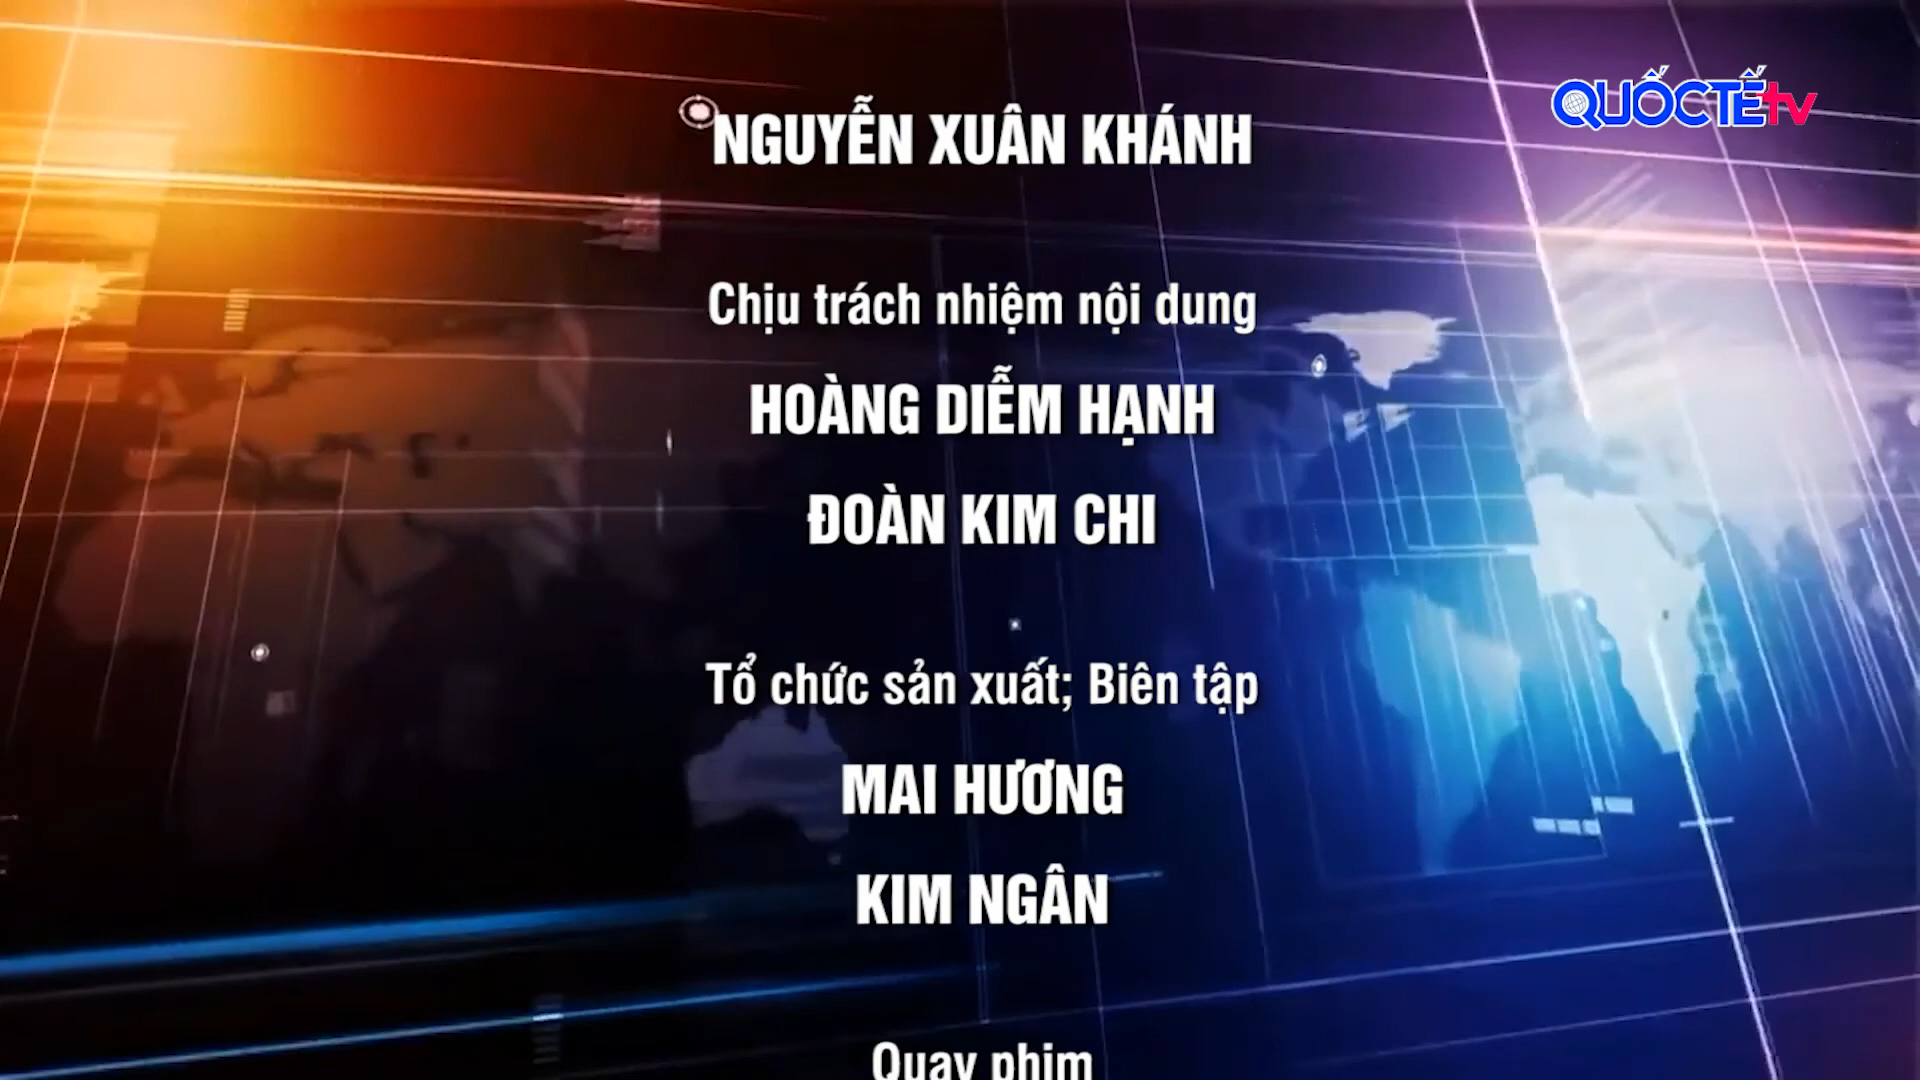 QUỐCTẾtv
NGUYỄN XUÂN KHÁNH
Chịu trách nhiệm nội dung
HOÀNG DIỄM HẠNH
ĐOÀN KIM CHI
Tổ chức sản xuất; Biên tập
MAI HƯƠNG
KIM NGÂN
Quay phim